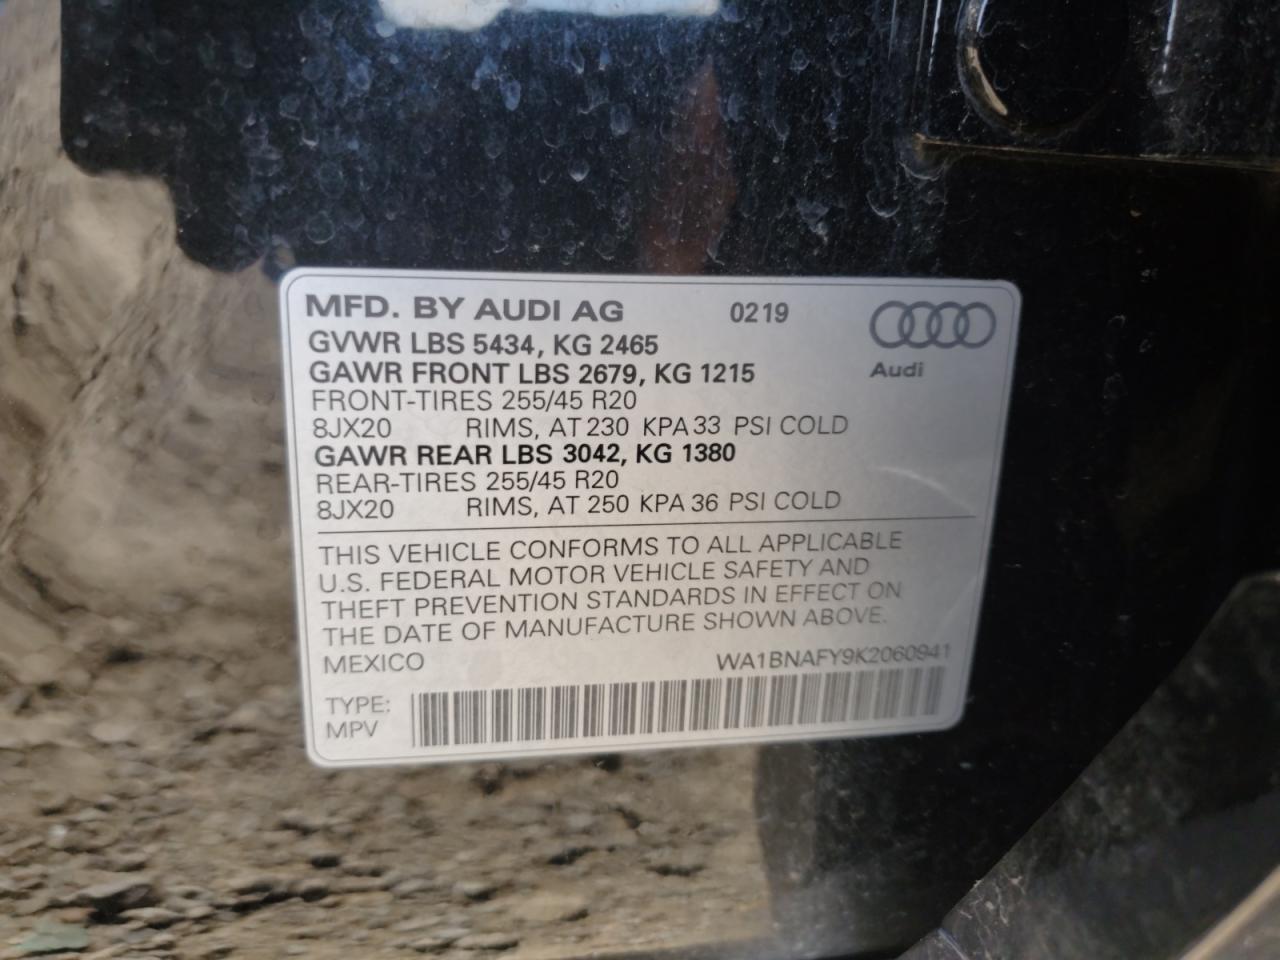 MFD. BY AUDI AG 0219
GVWR LBS 5434, KG 2465
GAWR FRONT LBS 2679, KG 1215
Audi
FRONT-TIRES 255/45 R20
8JX20 RIMS, AT 230 KPA 33 PSI COLD
GAWR REAR LBS 3042, KG 1380
REAR-TIRES 255/45 R20
8JX20 RIMS, AT 250 KPA 36 PSI COLD
THIS VEHICLE CONFORMS TO ALL APPLICABLE
U.S. FEDERAL MOTOR VEHICLE SAFETY AND
THEFT PREVENTION STANDARDS IN EFFECT ON
THE DATE OF MANUFACTURE SHOWN ABOVE.
MEXICO WA1BNAFY9K2060941
TYPE:
MPV